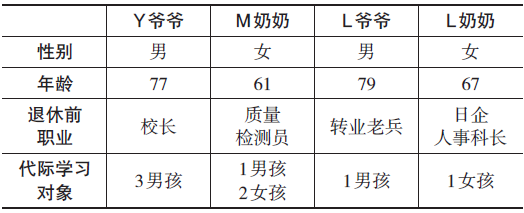 Y爷爷 M奶奶 L爷爷 L奶奶
性别 男 女 男 女
年龄 77 61 79 67
退休前职业 校长 质量检测员 转业老兵 日企人事科长
代际学习对象 3男孩 1男孩2女孩 1男孩 1女孩